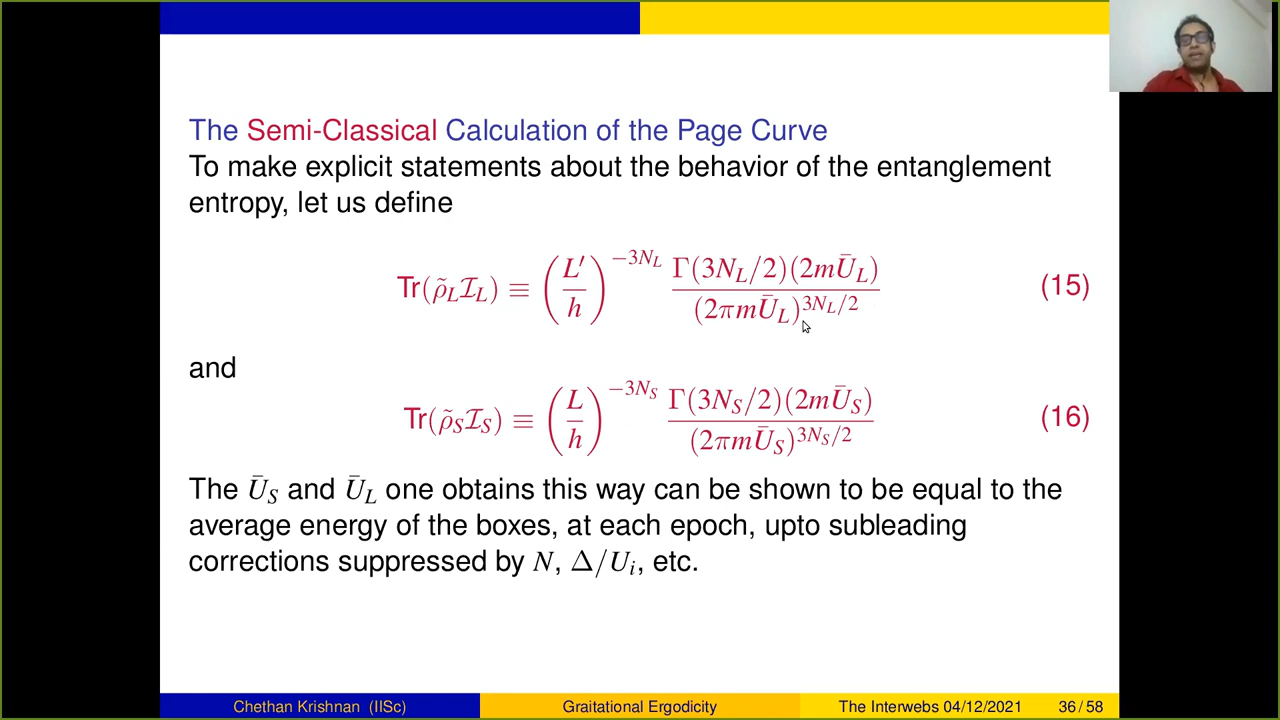 The Semi-Classical Calculation of the Page Curve
To make explicit statements about the behavior of the entanglement
entropy, let us define
Tr(ρ̃_L ℐ_L) ≡ (L′/h)^{−3N_L} Γ(3N_L/2)(2mŪ_L) / (2πmŪ_L)^{3N_L/2} (15)
and
Tr(ρ̃_S ℐ_S) ≡ (L/h)^{−3N_S} Γ(3N_S/2)(2mŪ_S) / (2πmŪ_S)^{3N_S/2} (16)
The Ū_S and Ū_L one obtains this way can be shown to be equal to the
average energy of the boxes, at each epoch, upto subleading
corrections suppressed by N, Δ/U_i, etc.
Chethan Krishnan (IISc) Graitational Ergodicity The Interwebs 04/12/2021 36 / 58